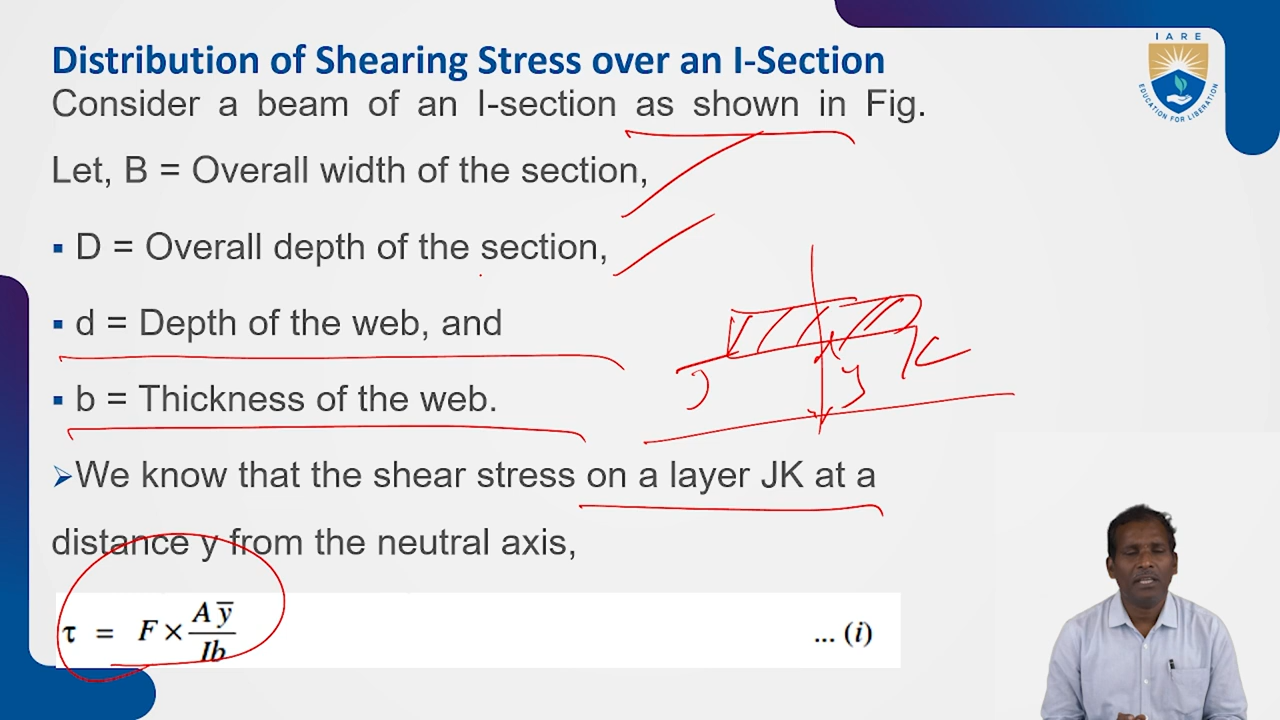 IARE
EDUCATION FOR LIBERATION
Distribution of Shearing Stress over an I-Section
Consider a beam of an I-section as shown in Fig.
Let, B = Overall width of the section,
▪ D = Overall depth of the section,
▪ d = Depth of the web, and
▪ b = Thickness of the web.
J y K
➢We know that the shear stress on a layer JK at a
distance y from the neutral axis,
τ = F × A ȳ / Ib ... (i)